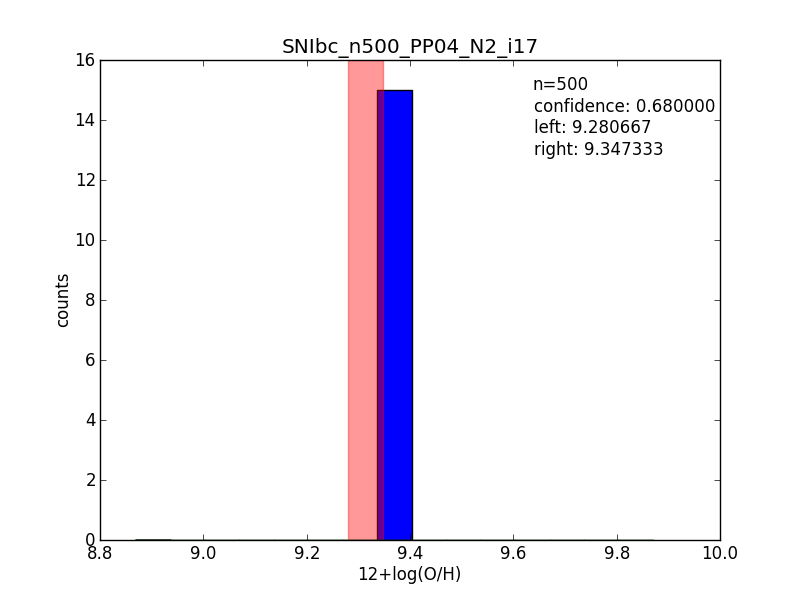 SNIbc_n500_PP04_N2_i17
n=500
confidence: 0.680000
left: 9.280667
right: 9.347333
counts
16
14
12
10
8
6
4
2
0
8.8 9.0 9.2 9.4 9.6 9.8 10.0
12+log(O/H)